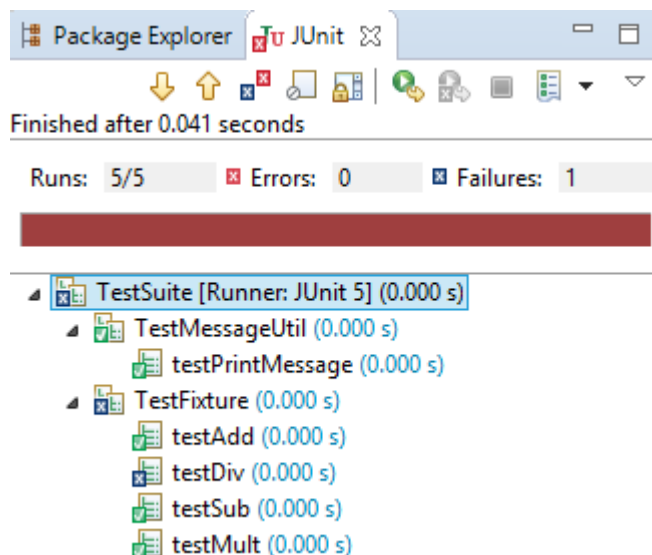 Package Explorer JUnit
Finished after 0.041 seconds
Runs: 5/5 Errors: 0 Failures: 1
TestSuite [Runner: JUnit 5] (0.000 s)
TestMessageUtil (0.000 s)
testPrintMessage (0.000 s)
TestFixture (0.000 s)
testAdd (0.000 s)
testDiv (0.000 s)
testSub (0.000 s)
testMult (0.000 s)